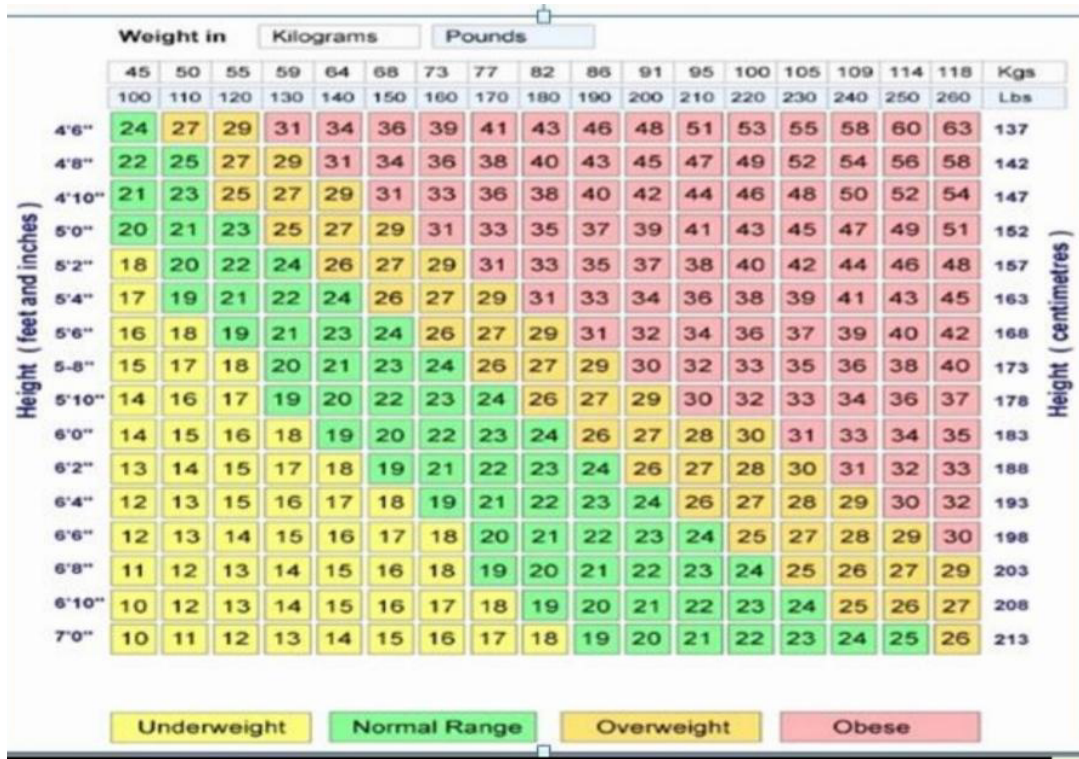 Weight in Kilograms Pounds
45 50 55 59 64 68 73 77 82 86 91 95 100 105 109 114 118 Kgs
100 110 120 130 140 150 160 170 180 190 200 210 220 230 240 250 260 Lbs
Height ( feet and inches )
4'6" 24 27 29 31 34 36 39 41 43 46 48 51 53 55 58 60 63 137
4'8" 22 25 27 29 31 34 36 38 40 43 45 47 49 52 54 56 58 142
4'10" 21 23 25 27 29 31 33 36 38 40 42 44 46 48 50 52 54 147
5'0" 20 21 23 25 27 29 31 33 35 37 39 41 43 45 47 49 51 152
5'2" 18 20 22 24 26 27 29 31 33 35 37 38 40 42 44 46 48 157
5'4" 17 19 21 22 24 26 27 29 31 33 34 36 38 39 41 43 45 163
5'6" 16 18 19 21 23 24 26 27 29 31 32 34 36 37 39 40 42 168
5-8" 15 17 18 20 21 23 24 26 27 29 30 32 33 35 36 38 40 173
5'10" 14 16 17 19 20 22 23 24 26 27 29 30 32 33 34 36 37 178
6'0" 14 15 16 18 19 20 22 23 24 26 27 28 30 31 33 34 35 183
6'2" 13 14 15 17 18 19 21 22 23 24 26 27 28 30 31 32 33 188
6'4" 12 13 15 16 17 18 19 21 22 23 24 26 27 28 29 30 32 193
6'6" 12 13 14 15 16 17 18 20 21 22 23 24 25 27 28 29 30 198
6'8" 11 12 13 14 15 16 18 19 20 21 22 23 24 25 26 27 29 203
6'10" 10 12 13 14 15 16 17 18 19 20 21 22 23 24 25 26 27 208
7'0" 10 11 12 13 14 15 16 17 18 19 20 21 22 23 24 25 26 213
Height ( centimetres )
Underweight Normal Range Overweight Obese